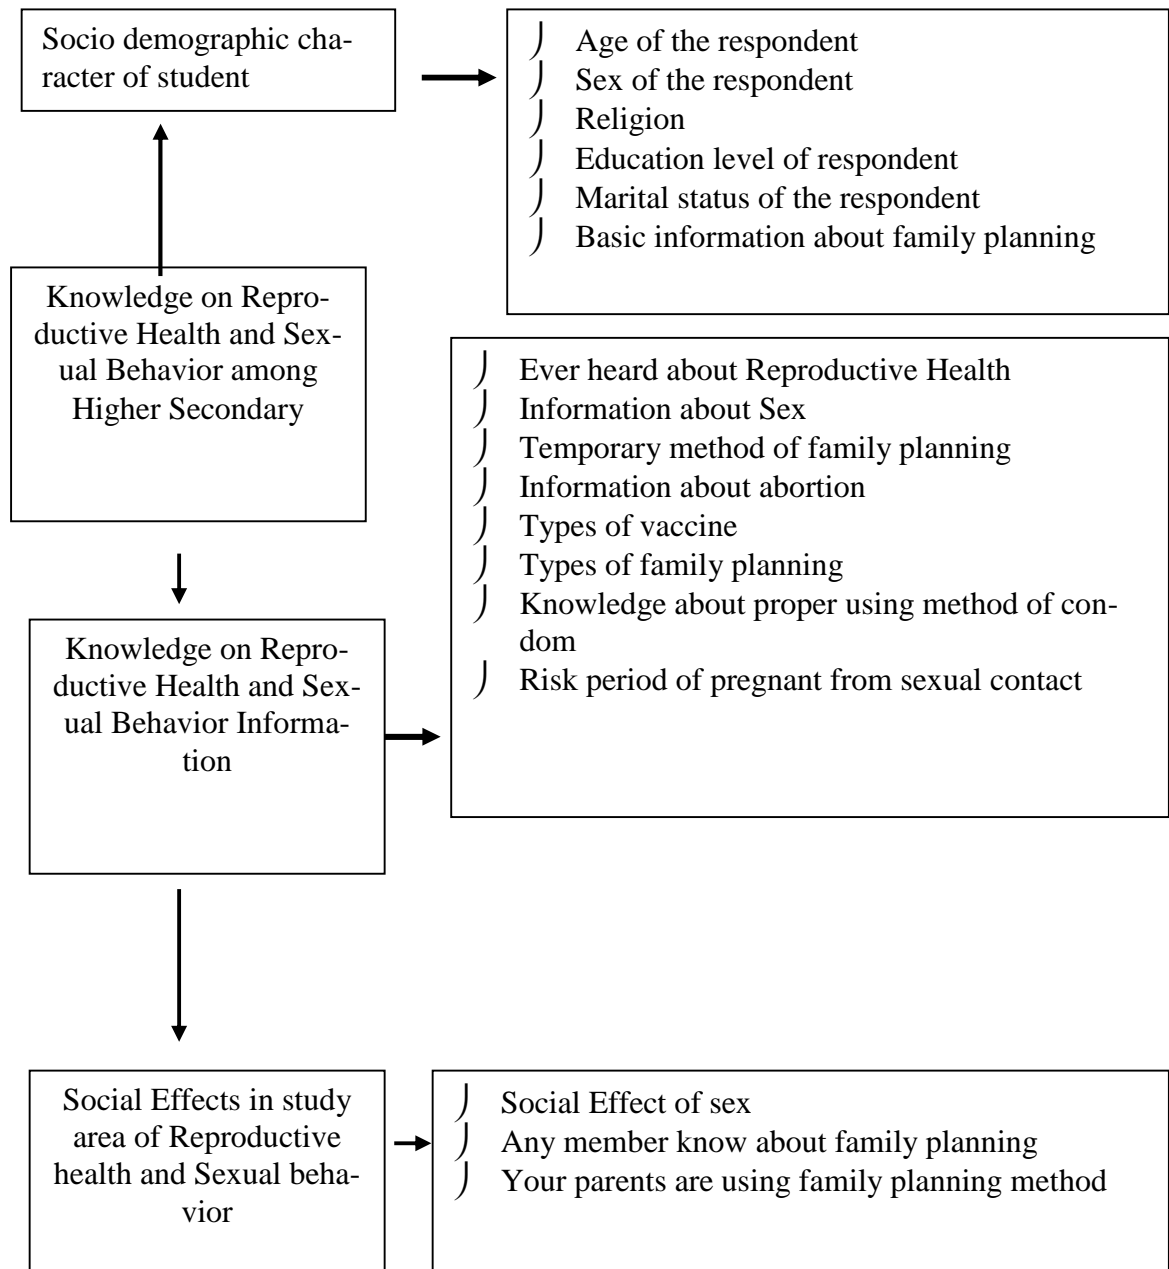 Socio demographic cha-
racter of student
Age of the respondent
Sex of the respondent
Religion
Education level of respondent
Marital status of the respondent
Basic information about family planning
Knowledge on Repro-
ductive Health and Sex-
ual Behavior among
Higher Secondary
Ever heard about Reproductive Health
Information about Sex
Temporary method of family planning
Information about abortion
Types of vaccine
Types of family planning
Knowledge about proper using method of con-
dom
Risk period of pregnant from sexual contact
Knowledge on Repro-
ductive Health and Sex-
ual Behavior Informa-
tion
Social Effects in study
area of Reproductive
health and Sexual beha-
vior
Social Effect of sex
Any member know about family planning
Your parents are using family planning method